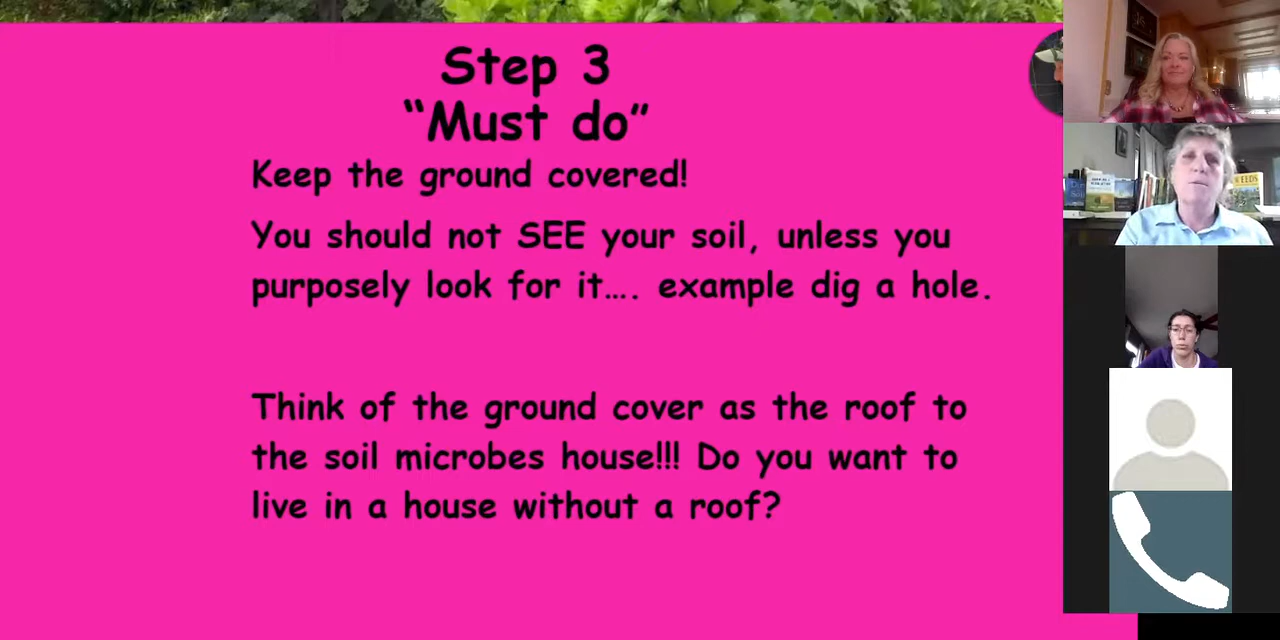 Step 3
“Must do”
Keep the ground covered!
You should not SEE your soil, unless you
purposely look for it…. example dig a hole.
Think of the ground cover as the roof to
the soil microbes house!!! Do you want to
live in a house without a roof?